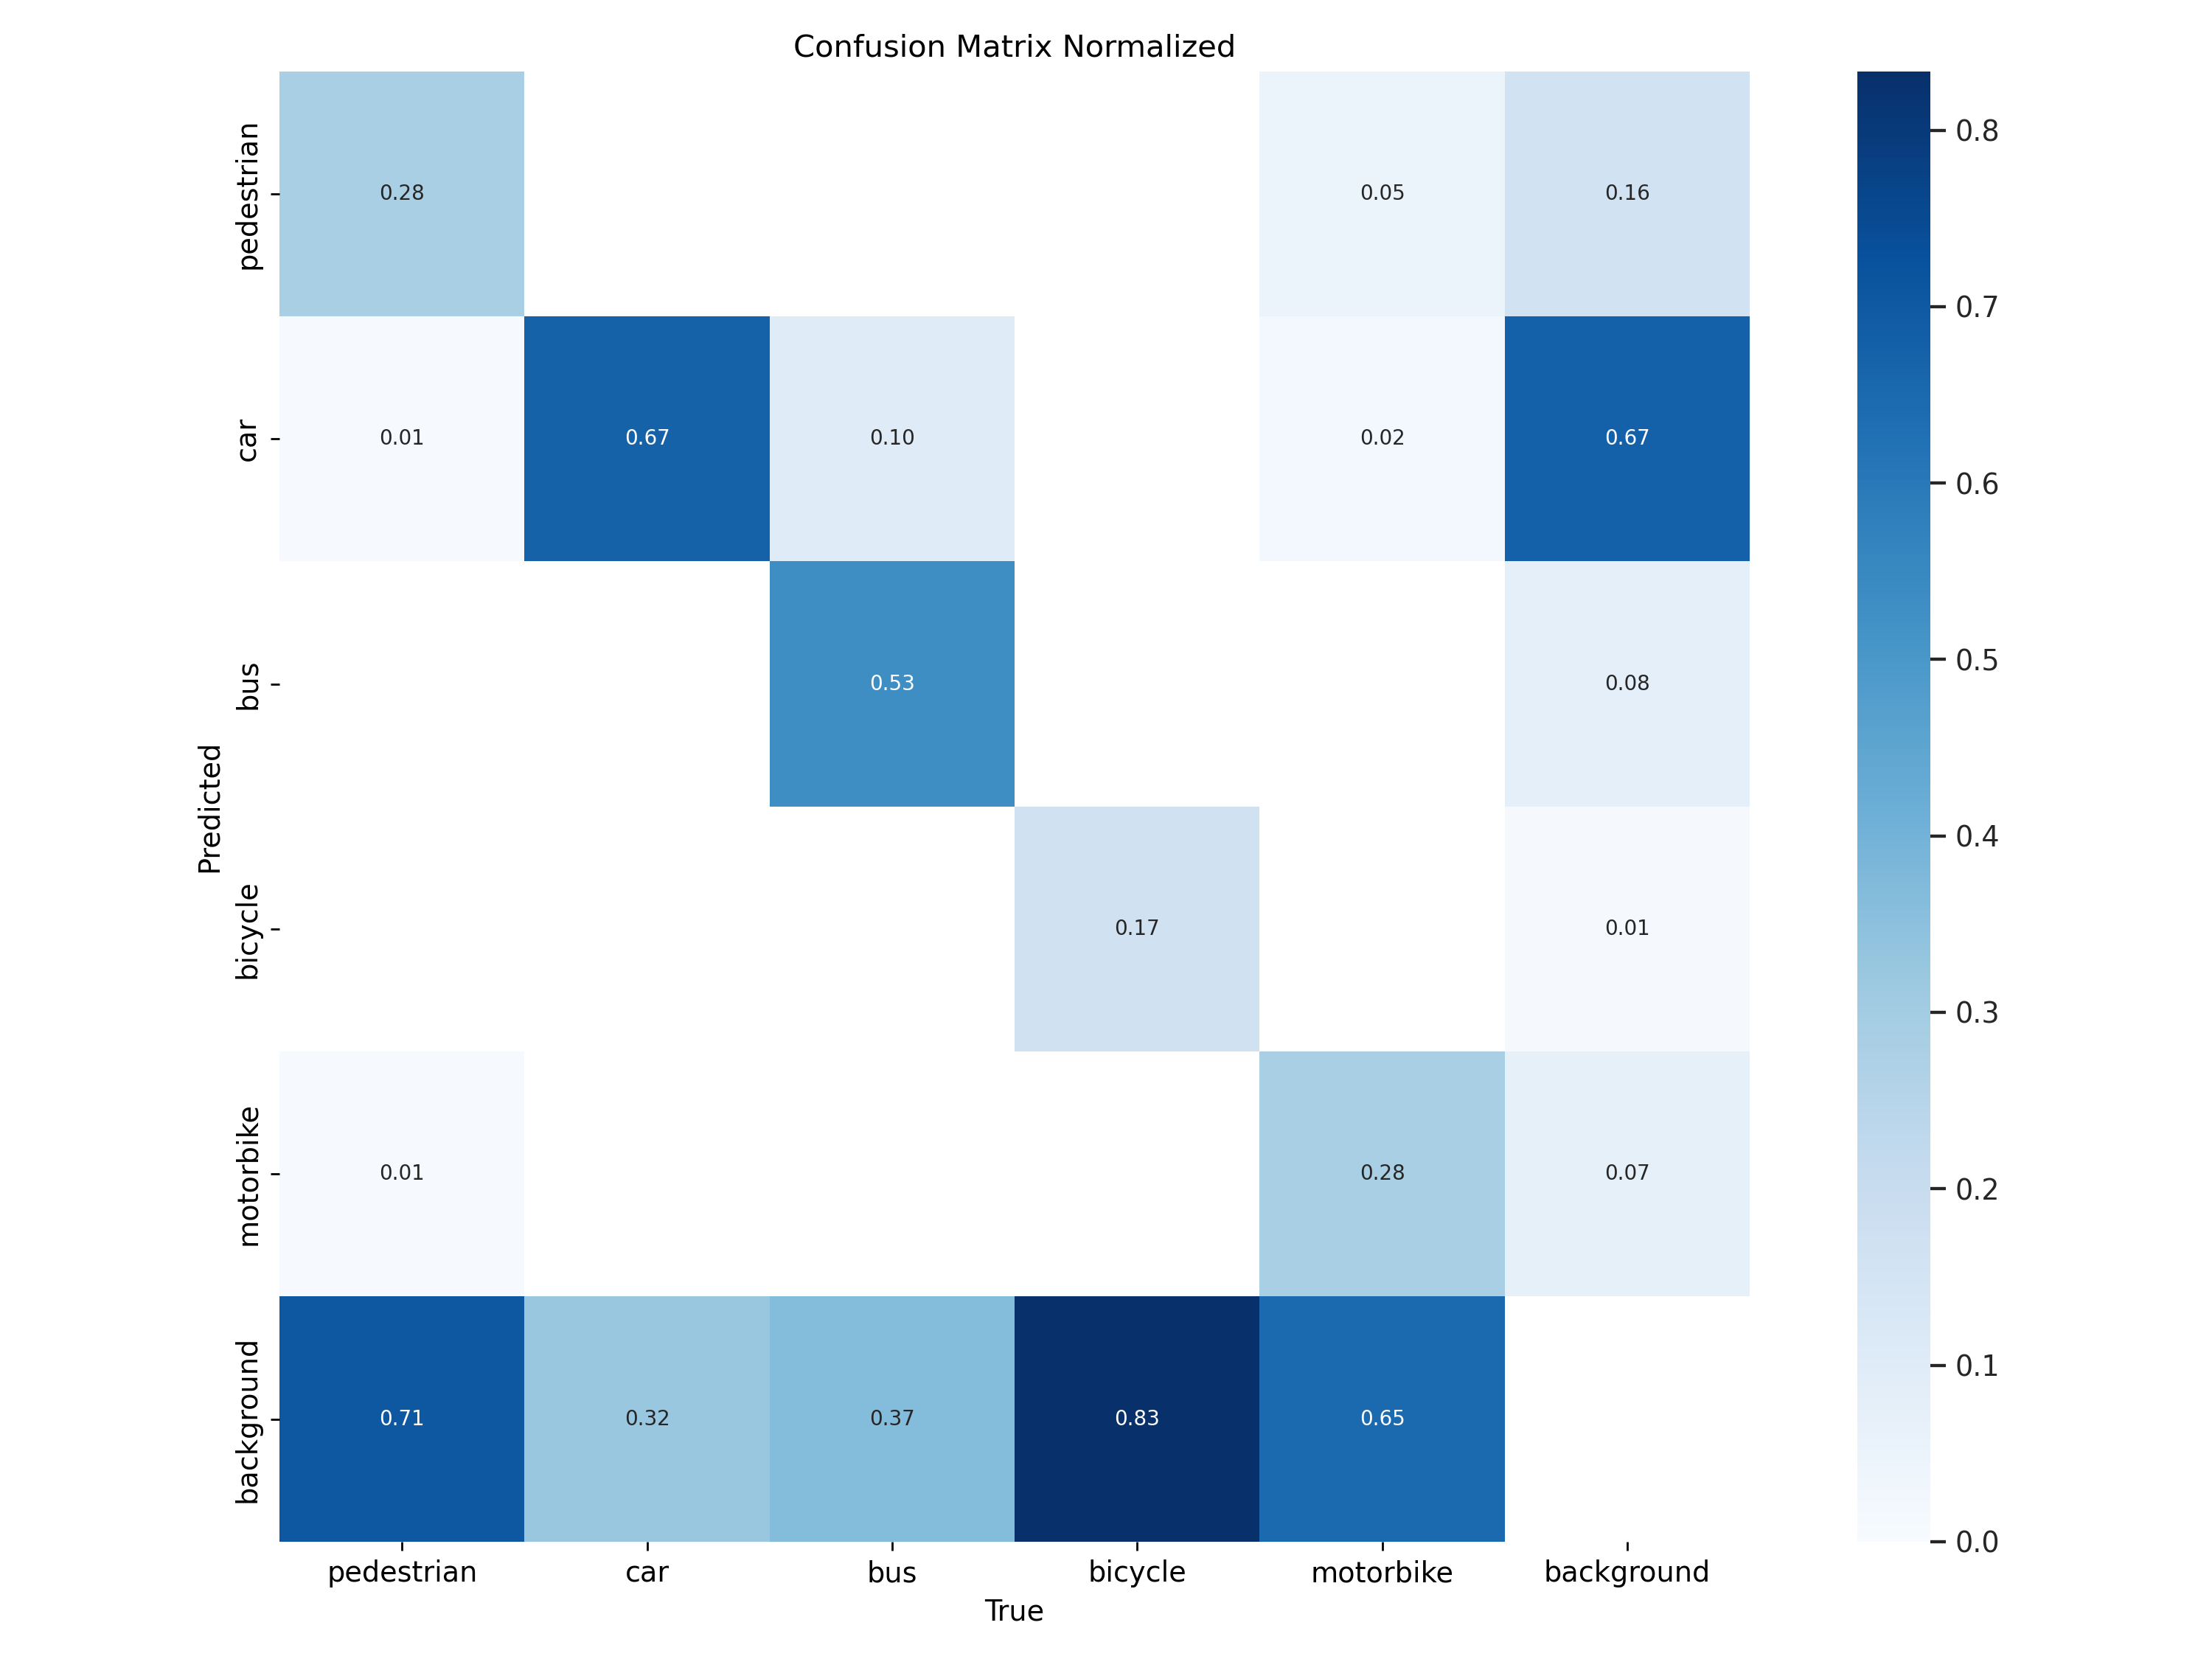 Confusion Matrix Normalized
pedestrian 0.28 0.05 0.16
car 0.01 0.67 0.10 0.02 0.67
bus 0.53 0.08
bicycle 0.17 0.01
motorbike 0.01 0.28 0.07
background 0.71 0.32 0.37 0.83 0.65
Predicted
pedestrian car bus bicycle motorbike background
True
0.8
0.7
0.6
0.5
0.4
0.3
0.2
0.1
0.0